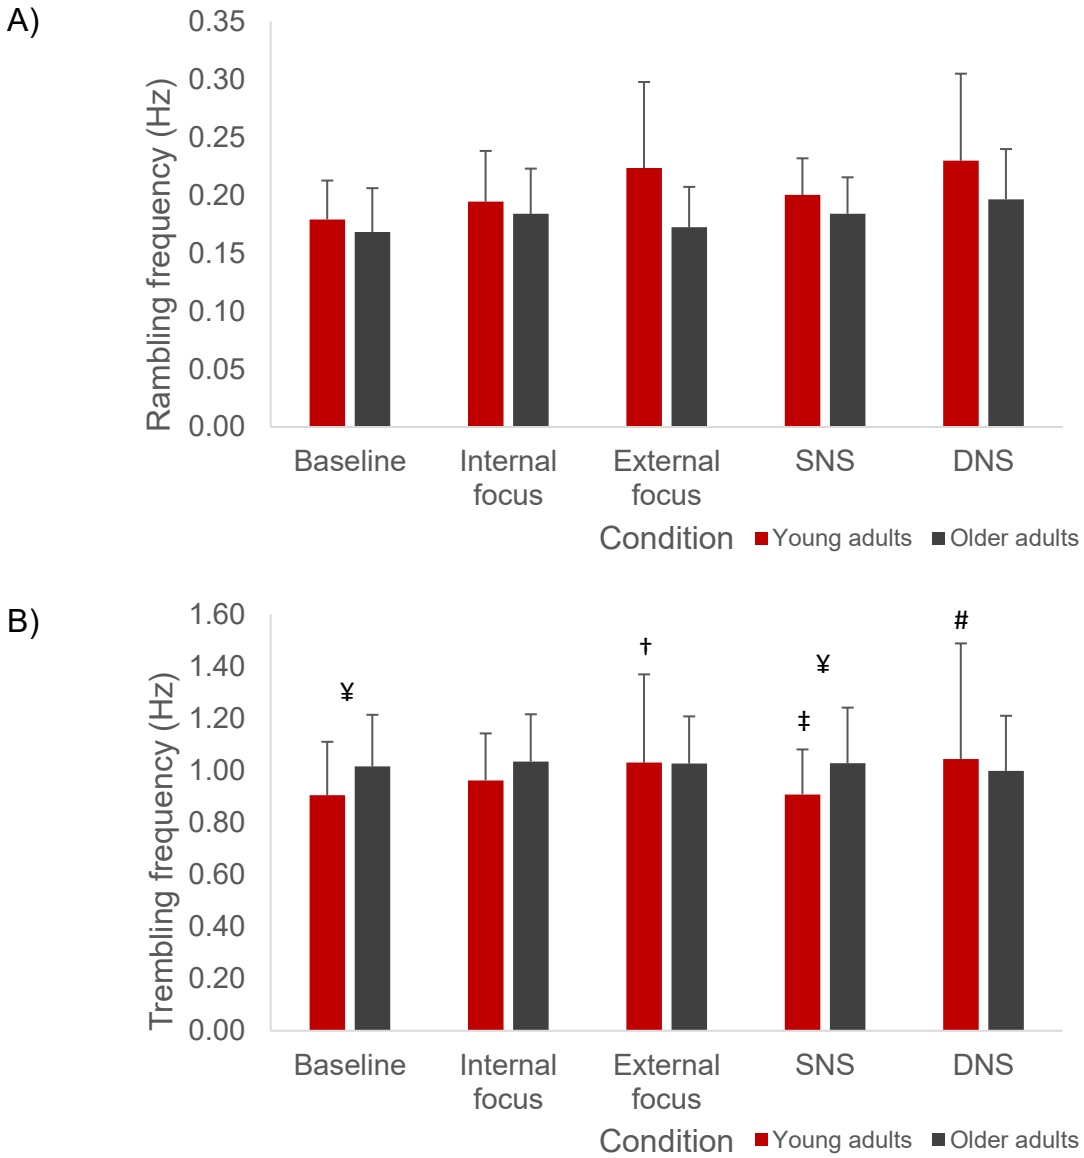 A)
Rambling frequency (Hz)
0.35
0.30
0.25
0.20
0.15
0.10
0.05
0.00
Baseline
Internal
focus
External
focus
SNS
DNS
Condition
Young adults
Older adults
B)
Trembling frequency (Hz)
1.60
1.40
1.20
1.00
0.80
0.60
0.40
0.20
0.00
¥
†
‡
¥
#
Baseline
Internal
focus
External
focus
SNS
DNS
Condition
Young adults
Older adults